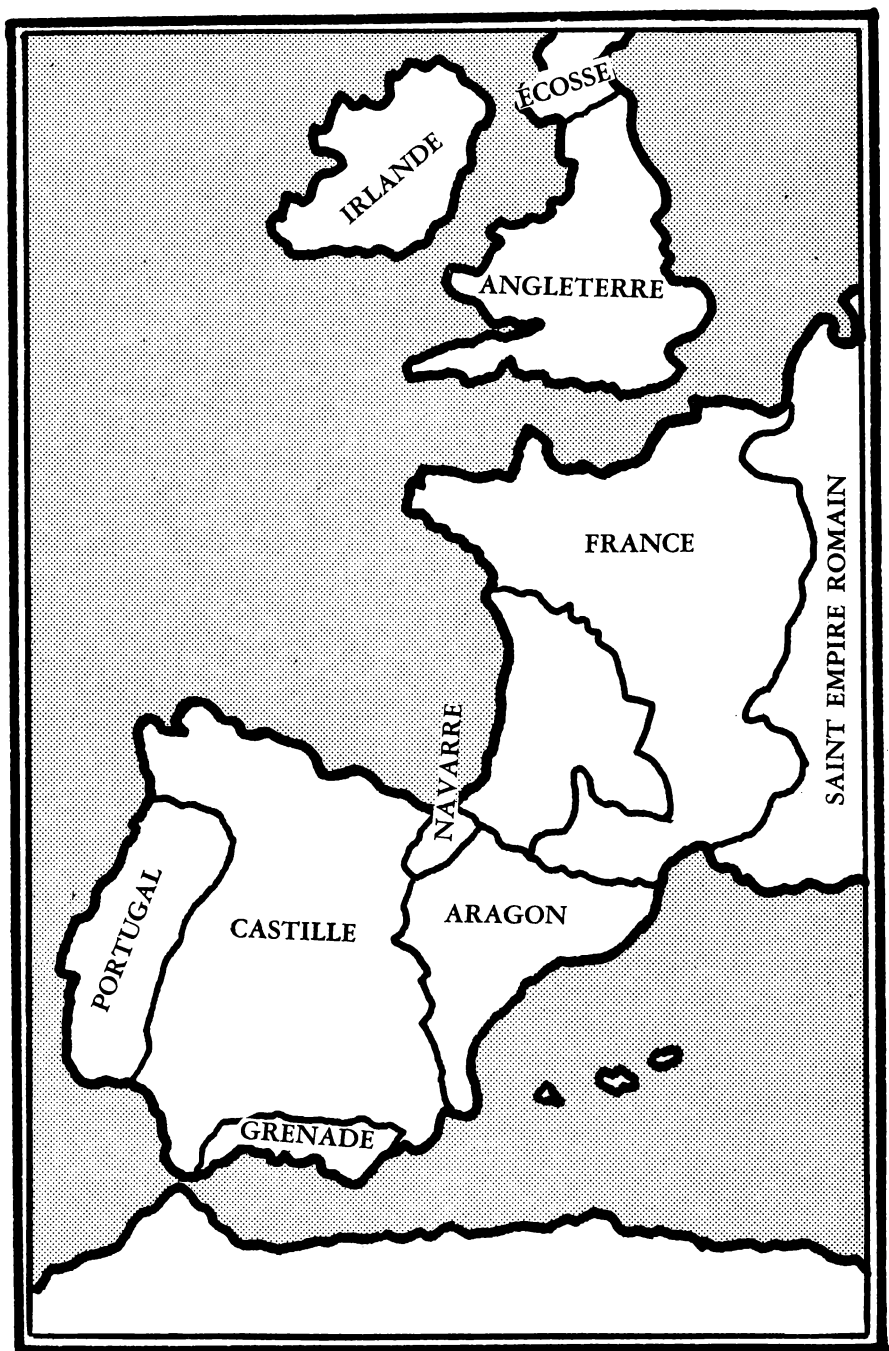 ÉCOSSE
IRLANDE
ANGLETERRE
FRANCE
SAINT EMPIRE ROMAIN
NAVARRE
PORTUGAL
CASTILLE
ARAGON
GRENADE